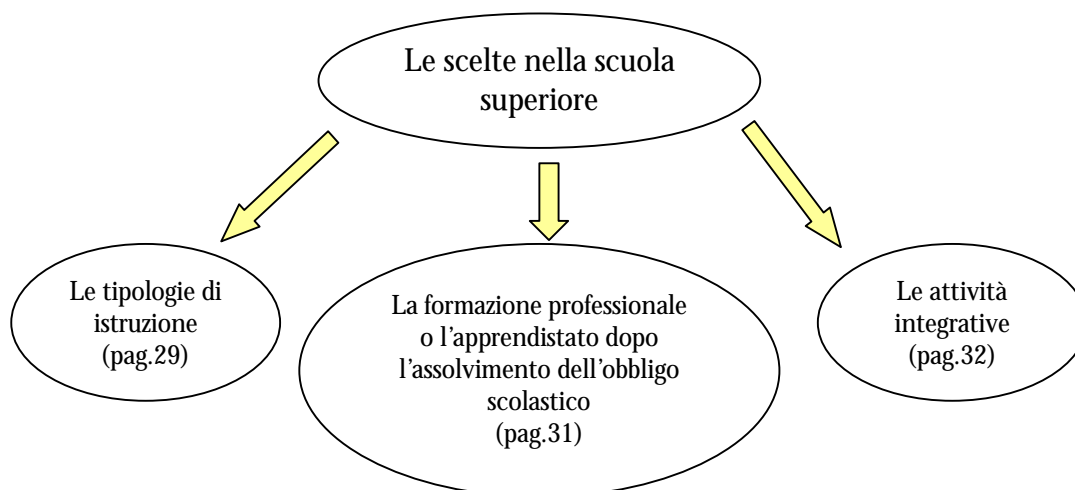 Le scelte nella scuola
superiore
Le tipologie di
istruzione
(pag.29)
La formazione professionale
o l'apprendistato dopo
l'assolvimento dell'obbligo
scolastico
(pag.31)
Le attività
integrative
(pag.32)